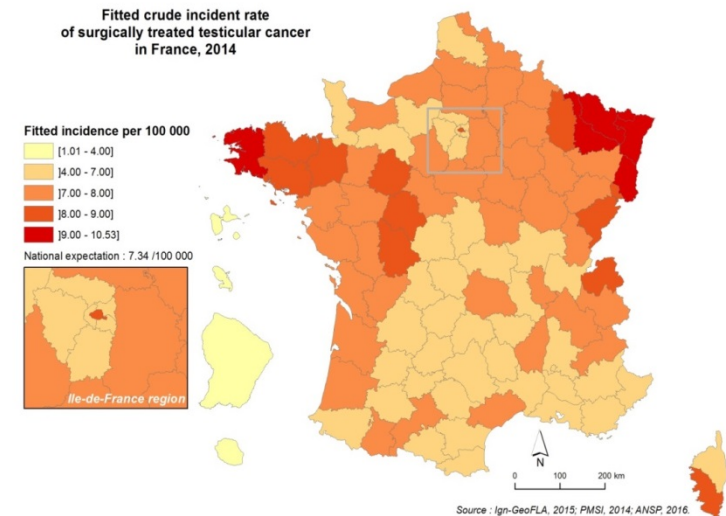 Fitted crude incident rate
of surgically treated testicular cancer
in France, 2014
Fitted incidence per 100 000
[1.01 - 4.00]
]4.00 - 7.00]
]7.00 - 8.00]
]8.00 - 9.00]
]9.00 - 10.53]
National expectation : 7.34 /100 000
Ile-de-France region
N
0 100 200 km
Source : Ign-GeoFLA, 2015; PMSI, 2014; ANSP, 2016.